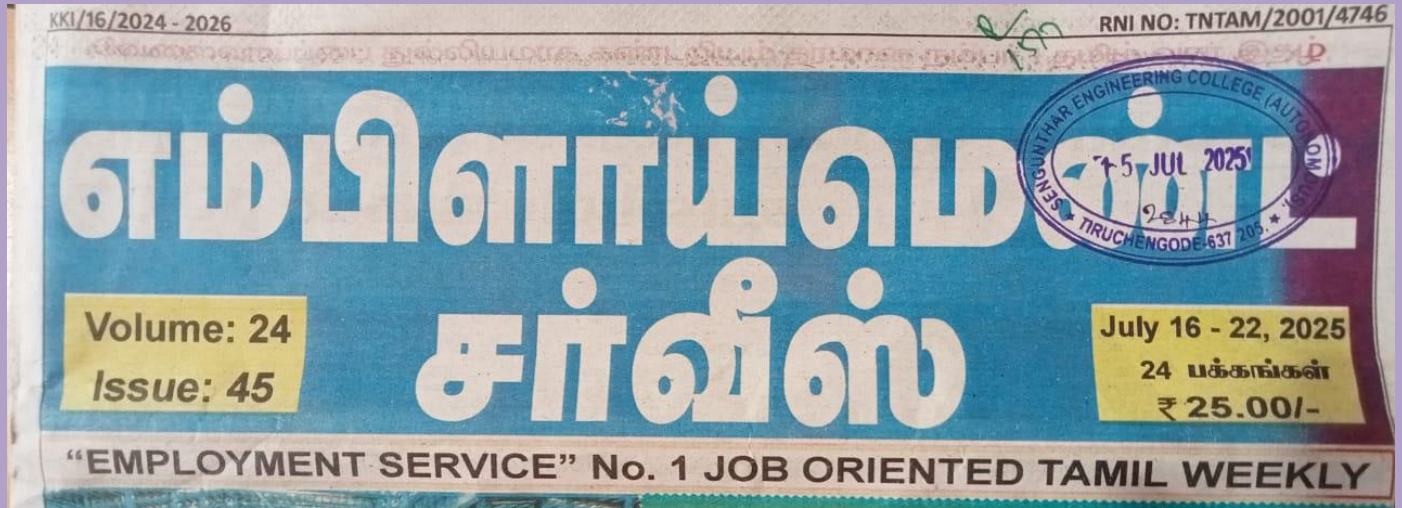 KKI/16/2024 - 2026
RNI NO: TNTAM/2001/4746
எம்பிளாய்மெண்ட்
சர்வீஸ்
SENGUNTHAR ENGINEERING COLLEGE (AUTONOMOUS),
5 JUL 2025
2844
★ TIRUCHENGODE-637 205. ★
Volume: 24
Issue: 45
July 16 - 22, 2025
24 பக்கங்கள்
₹ 25.00/-
“EMPLOYMENT SERVICE” No. 1 JOB ORIENTED TAMIL WEEKLY